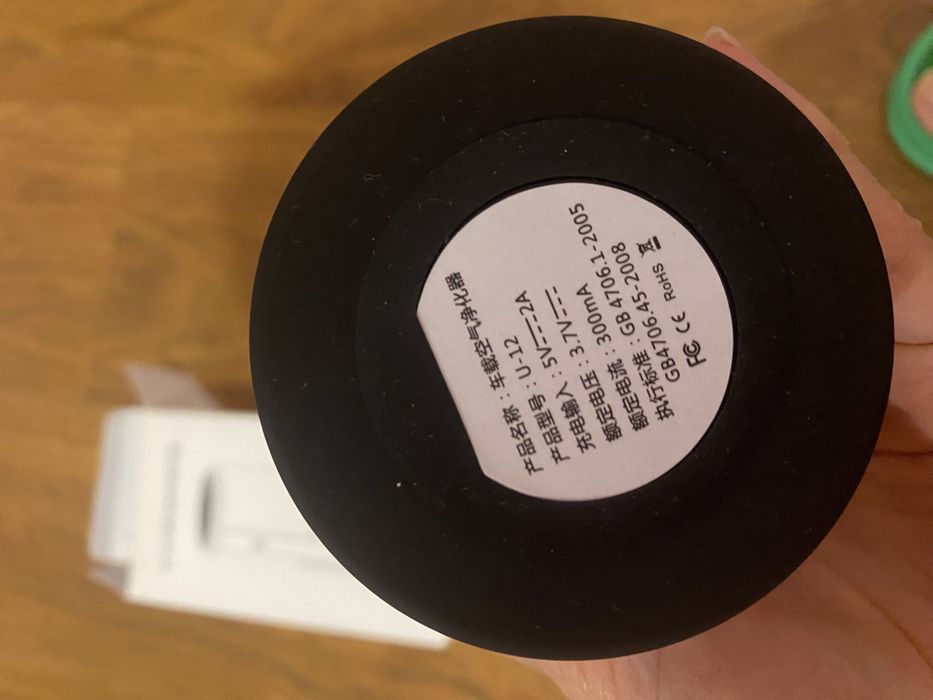 产品名称：车载空气净化器
产品型号：U-12
充电输入：5V⎓2A
额定电压：3.7V⎓
额定电流：300mA
执行标准：GB 4706.1-2005
GB4706.45-2008
FC CE RoHS